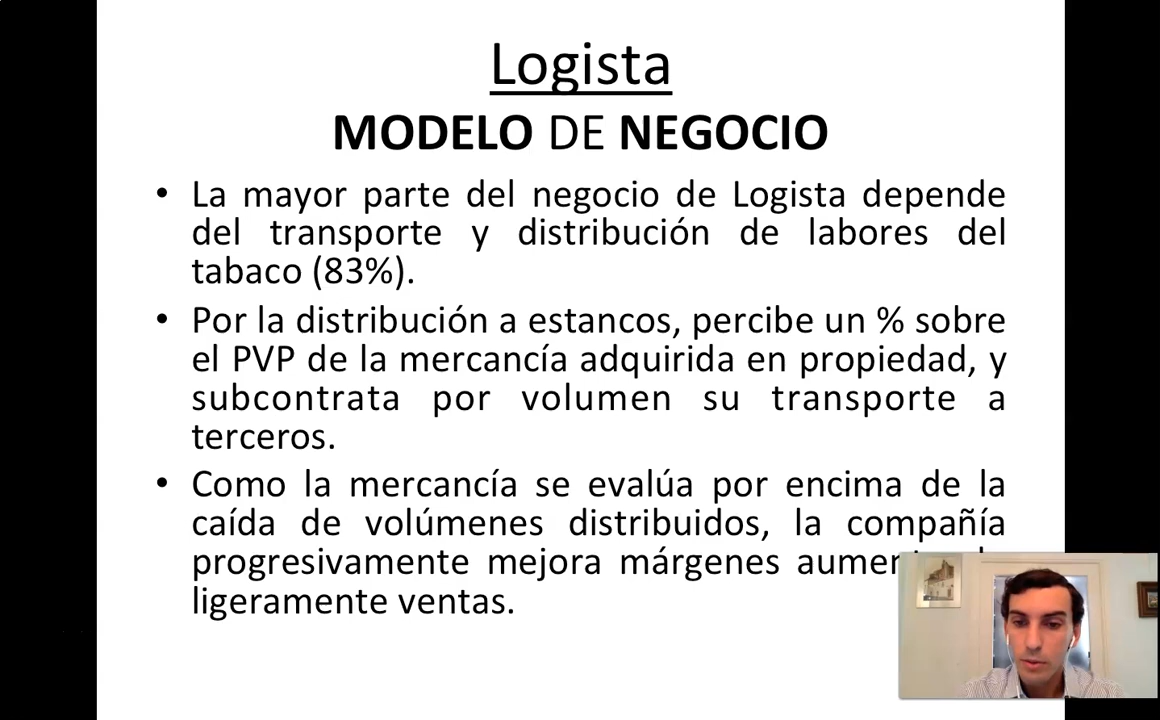 Logista
MODELO DE NEGOCIO
• La mayor parte del negocio de Logista depende
del transporte y distribución de labores del
tabaco (83%).
• Por la distribución a estancos, percibe un % sobre
el PVP de la mercancía adquirida en propiedad, y
subcontrata por volumen su transporte a
terceros.
• Como la mercancía se evalúa por encima de la
caída de volúmenes distribuidos, la compañía
progresivamente mejora márgenes
ligeramente ventas.